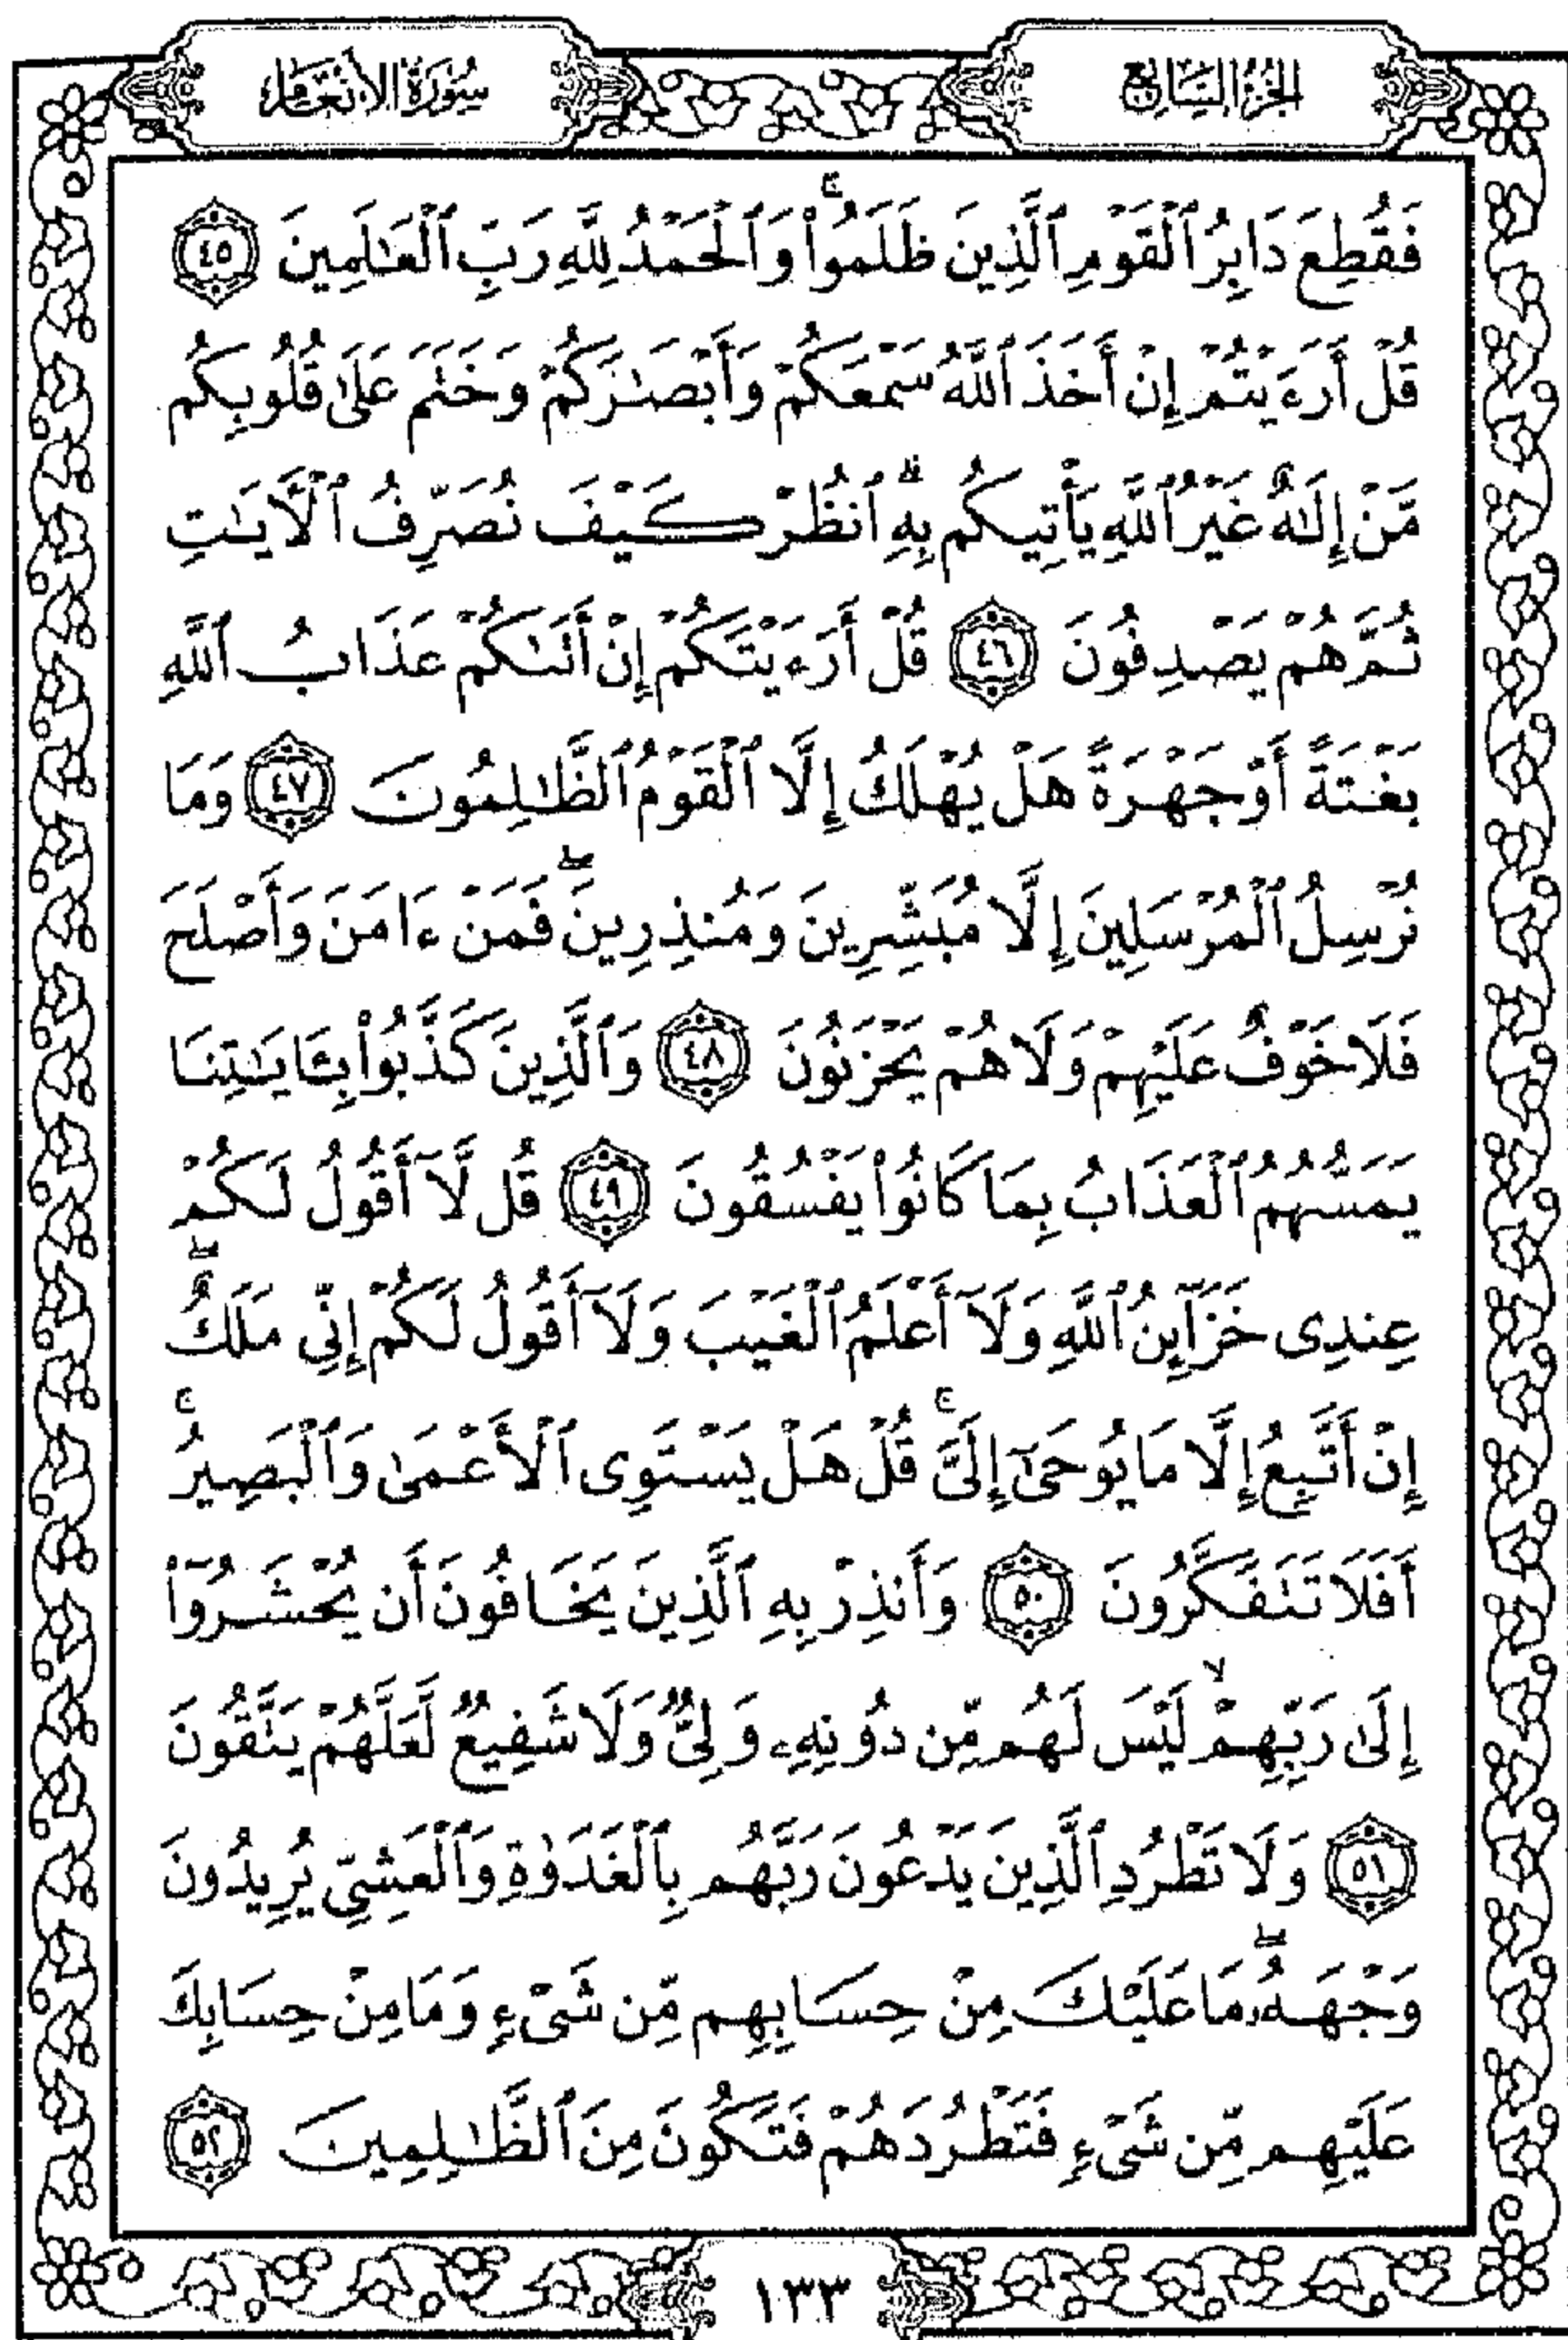 الجزء السابع
سورة الأنعام
فَقُطِعَ دَابِرُ ٱلْقَوْمِ ٱلَّذِينَ ظَلَمُوا۟ ۚ وَٱلْحَمْدُ لِلَّهِ رَبِّ ٱلْعَـٰلَمِينَ ٤٥
قُلْ أَرَءَيْتُمْ إِنْ أَخَذَ ٱللَّهُ سَمْعَكُمْ وَأَبْصَـٰرَكُمْ وَخَتَمَ عَلَىٰ قُلُوبِكُم
مَّنْ إِلَـٰهٌ غَيْرُ ٱللَّهِ يَأْتِيكُم بِهِ ۗ ٱنظُرْ كَيْفَ نُصَرِّفُ ٱلْـَٔايَـٰتِ
ثُمَّ هُمْ يَصْدِفُونَ ٤٦ قُلْ أَرَءَيْتَكُمْ إِنْ أَتَىٰكُمْ عَذَابُ ٱللَّهِ
بَغْتَةً أَوْ جَهْرَةً هَلْ يُهْلَكُ إِلَّا ٱلْقَوْمُ ٱلظَّـٰلِمُونَ ٤٧ وَمَا
نُرْسِلُ ٱلْمُرْسَلِينَ إِلَّا مُبَشِّرِينَ وَمُنذِرِينَ ۖ فَمَنْ ءَامَنَ وَأَصْلَحَ
فَلَا خَوْفٌ عَلَيْهِمْ وَلَا هُمْ يَحْزَنُونَ ٤٨ وَٱلَّذِينَ كَذَّبُوا۟ بِـَٔايَـٰتِنَا
يَمَسُّهُمُ ٱلْعَذَابُ بِمَا كَانُوا۟ يَفْسُقُونَ ٤٩ قُل لَّآ أَقُولُ لَكُمْ
عِندِى خَزَآئِنُ ٱللَّهِ وَلَآ أَعْلَمُ ٱلْغَيْبَ وَلَآ أَقُولُ لَكُمْ إِنِّى مَلَكٌ ۖ
إِنْ أَتَّبِعُ إِلَّا مَا يُوحَىٰٓ إِلَىَّ ۚ قُلْ هَلْ يَسْتَوِى ٱلْأَعْمَىٰ وَٱلْبَصِيرُ ۚ
أَفَلَا تَتَفَكَّرُونَ ٥٠ وَأَنذِرْ بِهِ ٱلَّذِينَ يَخَافُونَ أَن يُحْشَرُوٓا۟
إِلَىٰ رَبِّهِمْ ۙ لَيْسَ لَهُم مِّن دُونِهِۦ وَلِىٌّ وَلَا شَفِيعٌ لَّعَلَّهُمْ يَتَّقُونَ
٥١ وَلَا تَطْرُدِ ٱلَّذِينَ يَدْعُونَ رَبَّهُم بِٱلْغَدَوٰةِ وَٱلْعَشِىِّ يُرِيدُونَ
وَجْهَهُۥ ۖ مَا عَلَيْكَ مِنْ حِسَابِهِم مِّن شَىْءٍ وَمَا مِنْ حِسَابِكَ
عَلَيْهِم مِّن شَىْءٍ فَتَطْرُدَهُمْ فَتَكُونَ مِنَ ٱلظَّـٰلِمِينَ ٥٢
١٣٣